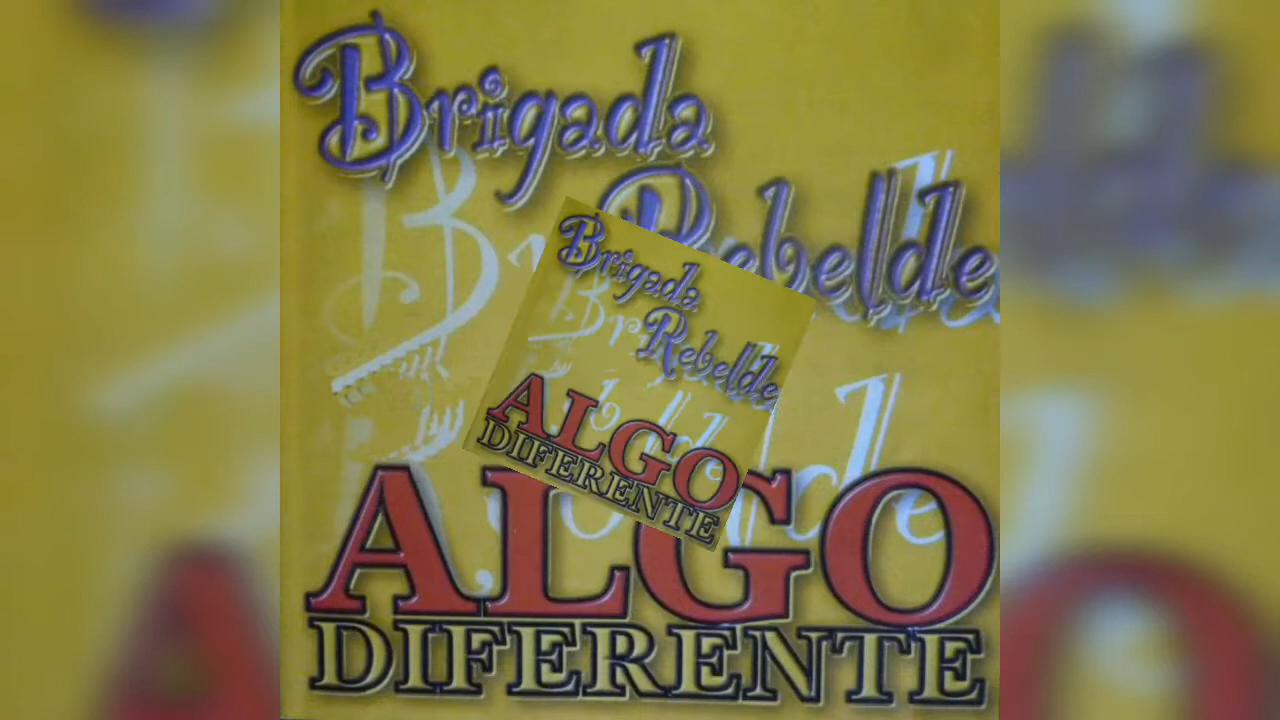 Brigada
Rebelde
Brigada
Rebelde
ALGO
DIFERENTE
ALGO
DIFERENTE